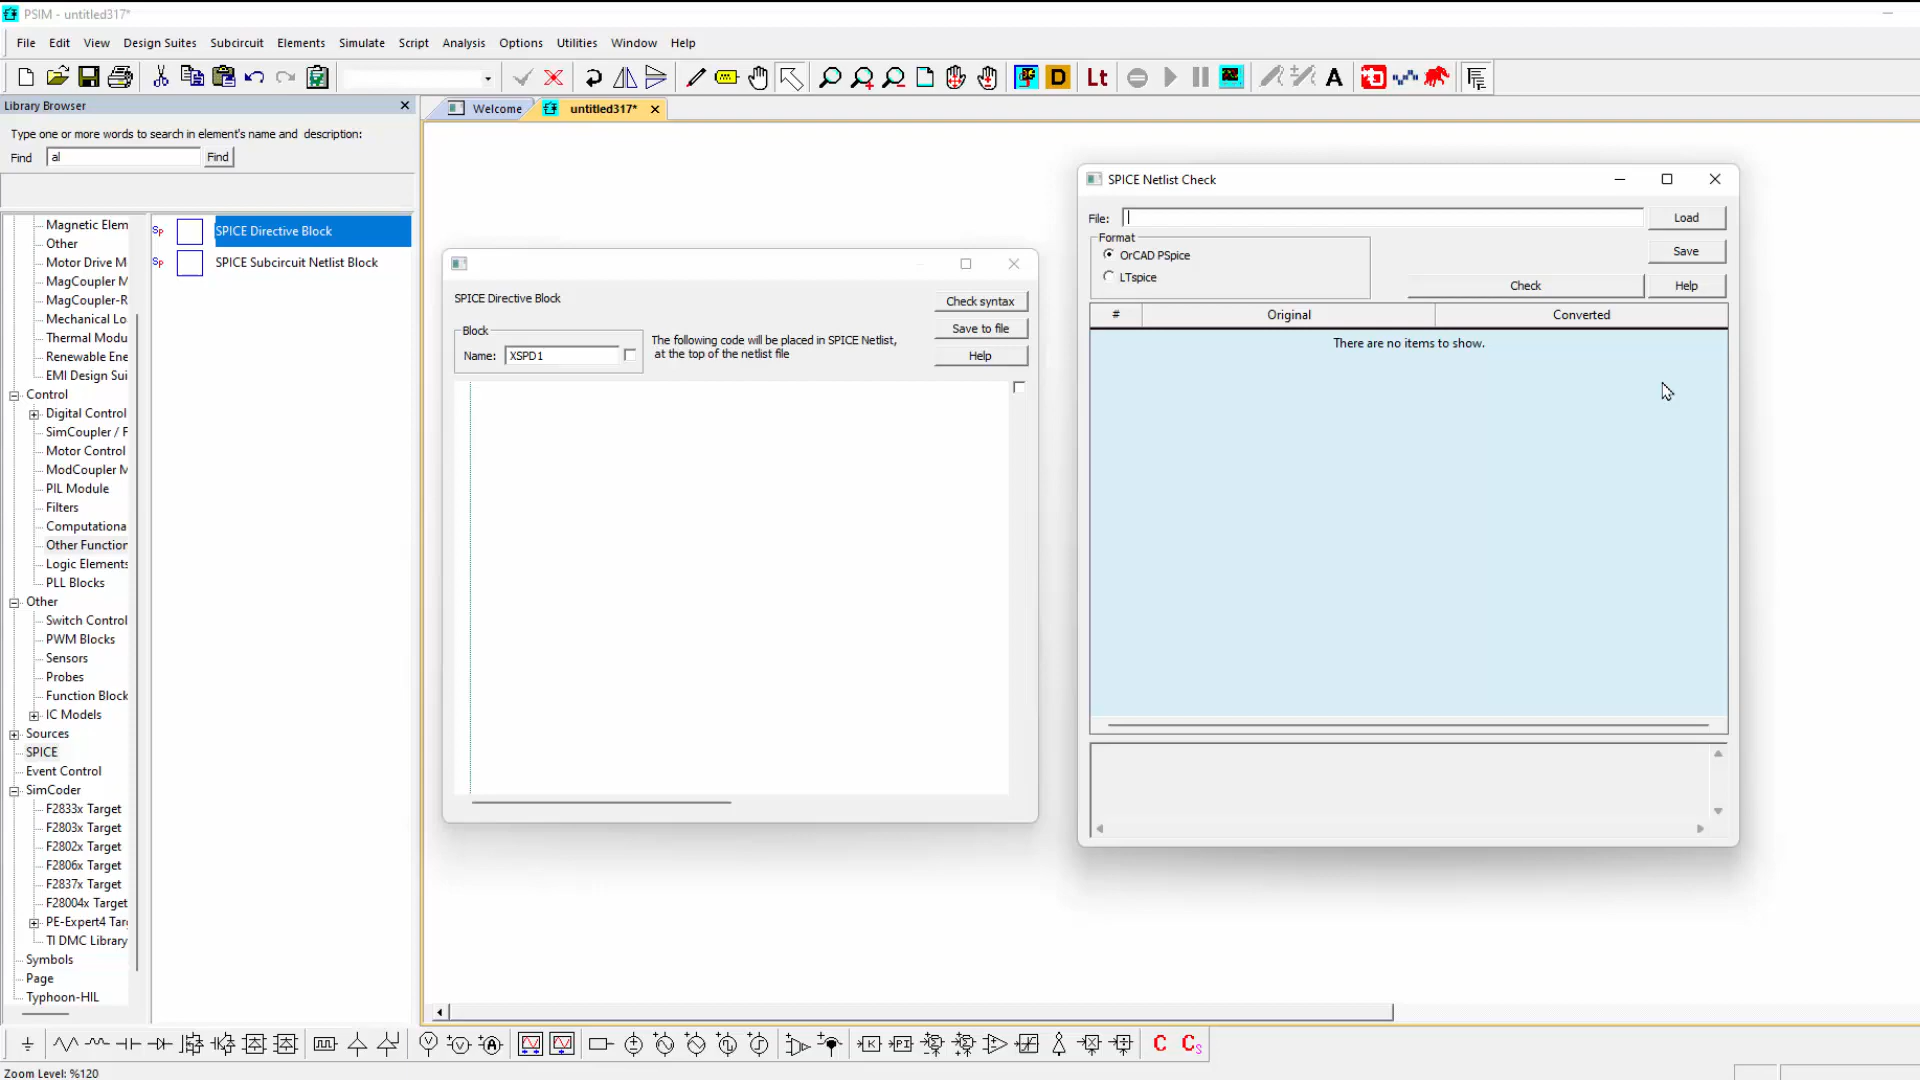 PSIM - untitled317*
File Edit View Design Suites Subcircuit Elements Simulate Script Analysis Options Utilities Window Help
D Lt A
Library Browser
Welcome untitled317*
Type one or more words to search in element's name and description:
Find al Find
Magnetic Elem
Other
Motor Drive M
MagCoupler M
MagCoupler-R
Mechanical Lo
Thermal Modu
Renewable Ene
EMI Design Sui
Control
Digital Control
SimCoupler / F
Motor Control
ModCoupler M
PIL Module
Filters
Computationa
Other Function
Logic Elements
PLL Blocks
Other
Switch Control
PWM Blocks
Sensors
Probes
Function Block
IC Models
Sources
SPICE
Event Control
SimCoder
F2833x Target
F2803x Target
F2802x Target
F2806x Target
F2837x Target
F28004x Target
PE-Expert4 Targ
TI DMC Library
Symbols
Page
Typhoon-HIL
Sp SPICE Directive Block
Sp SPICE Subcircuit Netlist Block
SPICE Directive Block
Check syntax
Save to file
Help
Block
Name: XSPD1
The following code will be placed in SPICE Netlist,
at the top of the netlist file
SPICE Netlist Check
File: Load
Format
OrCAD PSpice
LTspice
Save
Check Help
# Original Converted
There are no items to show.
V V A K PI C Cs
Zoom Level: %120